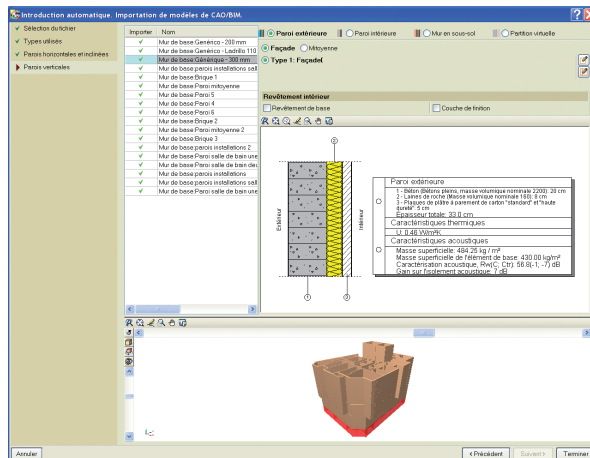 Introduction automatique. Importation de modèles de CAO/BIM.
Sélection du fichier
Types utilisés
Parois horizontales et inclinées
Parois verticales
Importer Nom
Mur de base:Genérico - 200 mm
Mur de base:Genérico - Ladrillo 110
Mur de base:Générique - 300 mm
Mur de base:parois installations sall
Mur de base:Brique 1
Mur de base:Paroi mitoyenne
Mur de base:Paroi 5
Mur de base:Paroi 4
Mur de base:Paroi 6
Mur de base:Brique 2
Mur de base:Paroi mitoyenne 2
Mur de base:Brique 3
Mur de base:parois installations 2
Mur de base:Paroi salle de bain une
Mur de base:Paroi salle de bain deu
Mur de base:parois installations
Mur de base:parois installations sall
Mur de base:Paroi salle de bain une
Paroi extérieure Paroi intérieure Mur en sous-sol Partition virtuelle
Façade Mitoyenne
Type 1: FaçadeI
Revêtement intérieur
Revêtement de base Couche de finition
2
Extérieur
Intérieur
1 3
Paroi extérieure
1 - Béton (Bétons pleins, masse volumique nominale 2200): 20 cm
2 - Laines de roche (Masse volumique nominale 160): 8 cm
3 - Plaques de plâtre à parement de carton "standard" et "haute
dureté": 5 cm
Épaisseur totale: 33.0 cm
Caractéristiques thermiques
U: 0.46 W/m²K
Caractéristiques acoustiques
Masse superficielle: 484.25 kg / m²
Masse superficielle de l'élément de base: 430.00 kg/m²
Caractérisation acoustique, Rw(C; Ctr): 56.8(-1; -7) dB
Gain sur l'isolement acoustique: 7 dB
Annuler < Précédent Suivant > Terminer